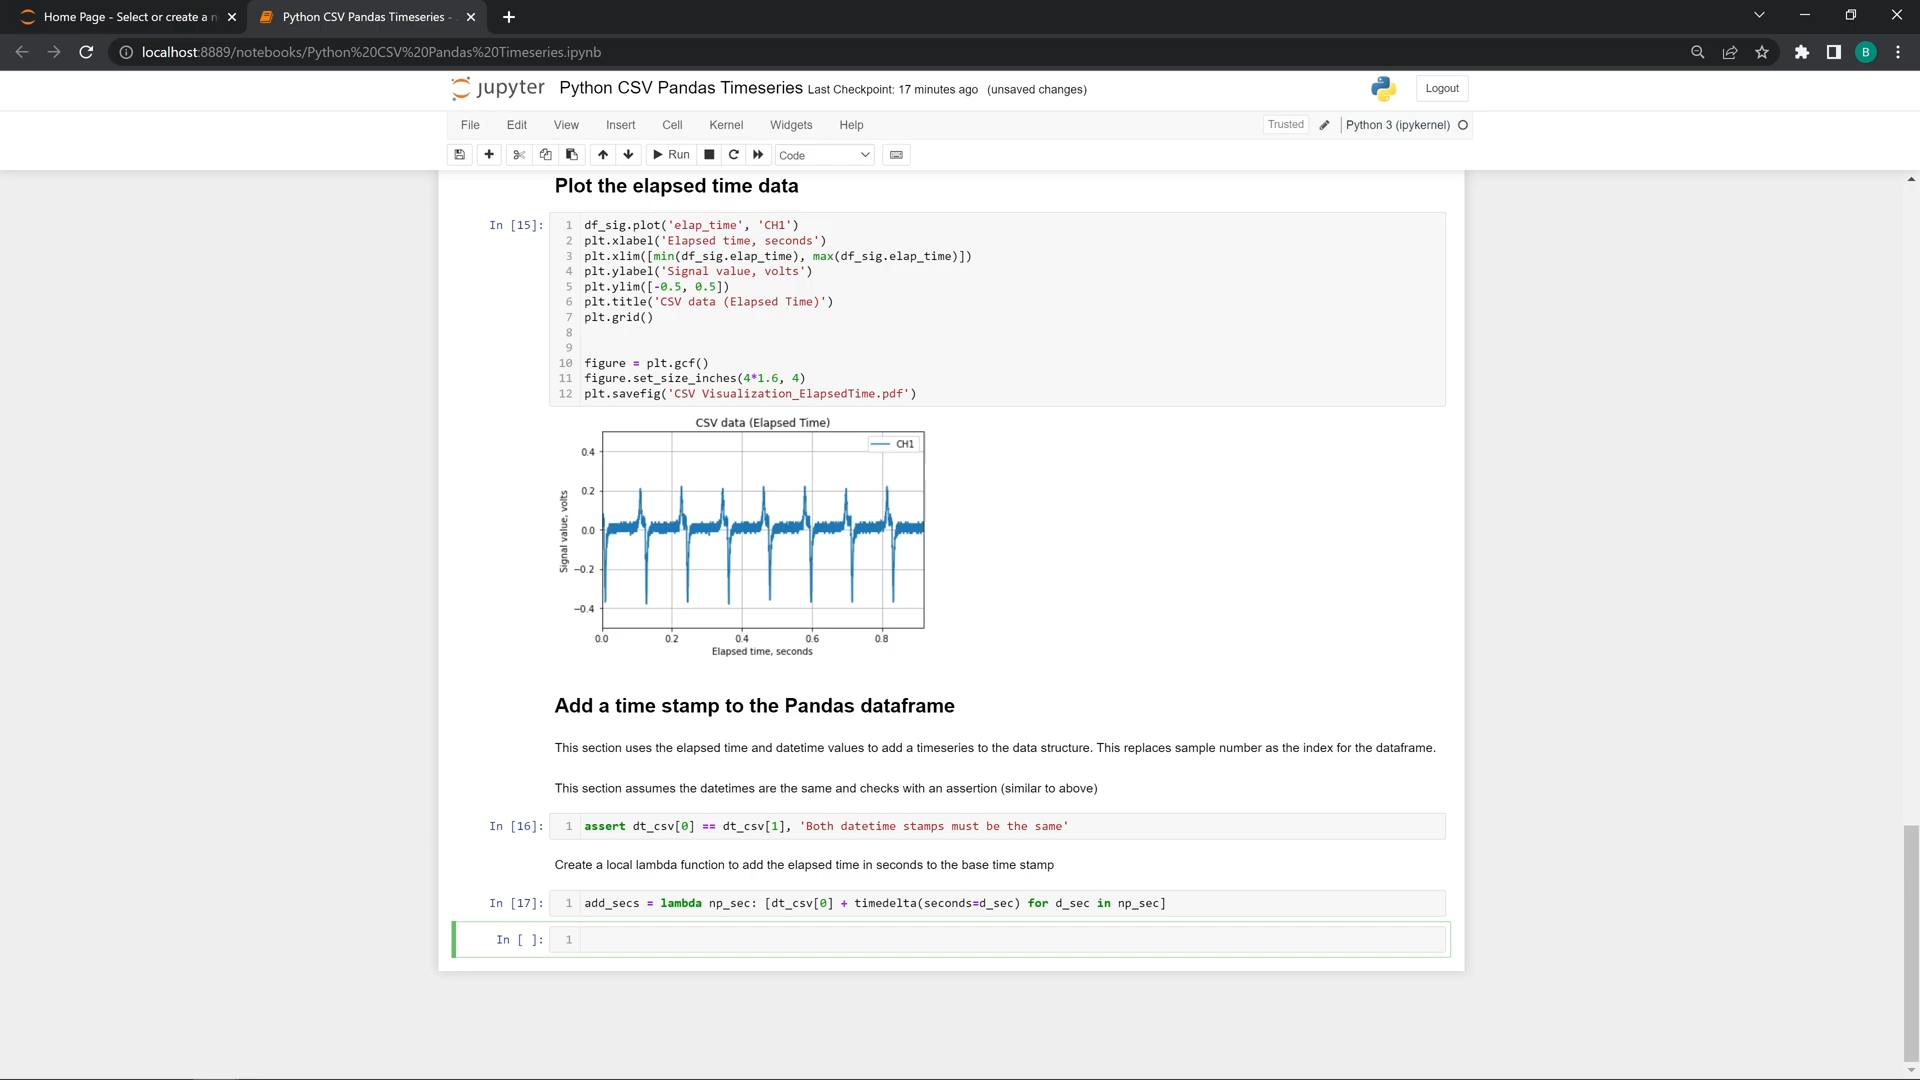 Home Page - Select or create a n
Python CSV Pandas Timeseries -
localhost:8889/notebooks/Python%20CSV%20Pandas%20Timeseries.ipynb
B
jupyter Python CSV Pandas Timeseries Last Checkpoint: 17 minutes ago (unsaved changes)
Logout
File Edit View Insert Cell Kernel Widgets Help
Trusted
Python 3 (ipykernel)
Run
Code
Plot the elapsed time data
In [15]:
1 df_sig.plot('elap_time', 'CH1')
2 plt.xlabel('Elapsed time, seconds')
3 plt.xlim([min(df_sig.elap_time), max(df_sig.elap_time)])
4 plt.ylabel('Signal value, volts')
5 plt.ylim([-0.5, 0.5])
6 plt.title('CSV data (Elapsed Time)')
7 plt.grid()
8
9
10 figure = plt.gcf()
11 figure.set_size_inches(4*1.6, 4)
12 plt.savefig('CSV Visualization_ElapsedTime.pdf')
CSV data (Elapsed Time)
CH1
Signal value, volts
0.4
0.2
0.0
−0.2
−0.4
0.0 0.2 0.4 0.6 0.8
Elapsed time, seconds
Add a time stamp to the Pandas dataframe
This section uses the elapsed time and datetime values to add a timeseries to the data structure. This replaces sample number as the index for the dataframe.
This section assumes the datetimes are the same and checks with an assertion (similar to above)
In [16]:
1 assert dt_csv[0] == dt_csv[1], 'Both datetime stamps must be the same'
Create a local lambda function to add the elapsed time in seconds to the base time stamp
In [17]:
1 add_secs = lambda np_sec: [dt_csv[0] + timedelta(seconds=d_sec) for d_sec in np_sec]
In [ ]:
1